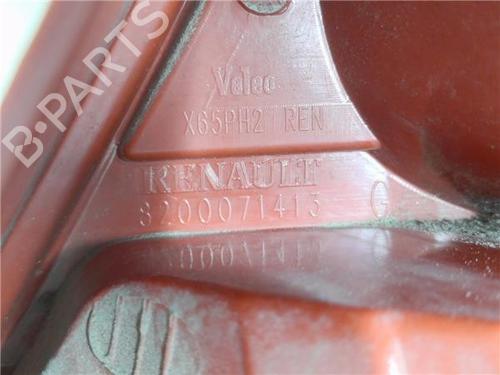 B-PARTS
Valeo
X65PH2 REN
RENAULT
8200071413 G